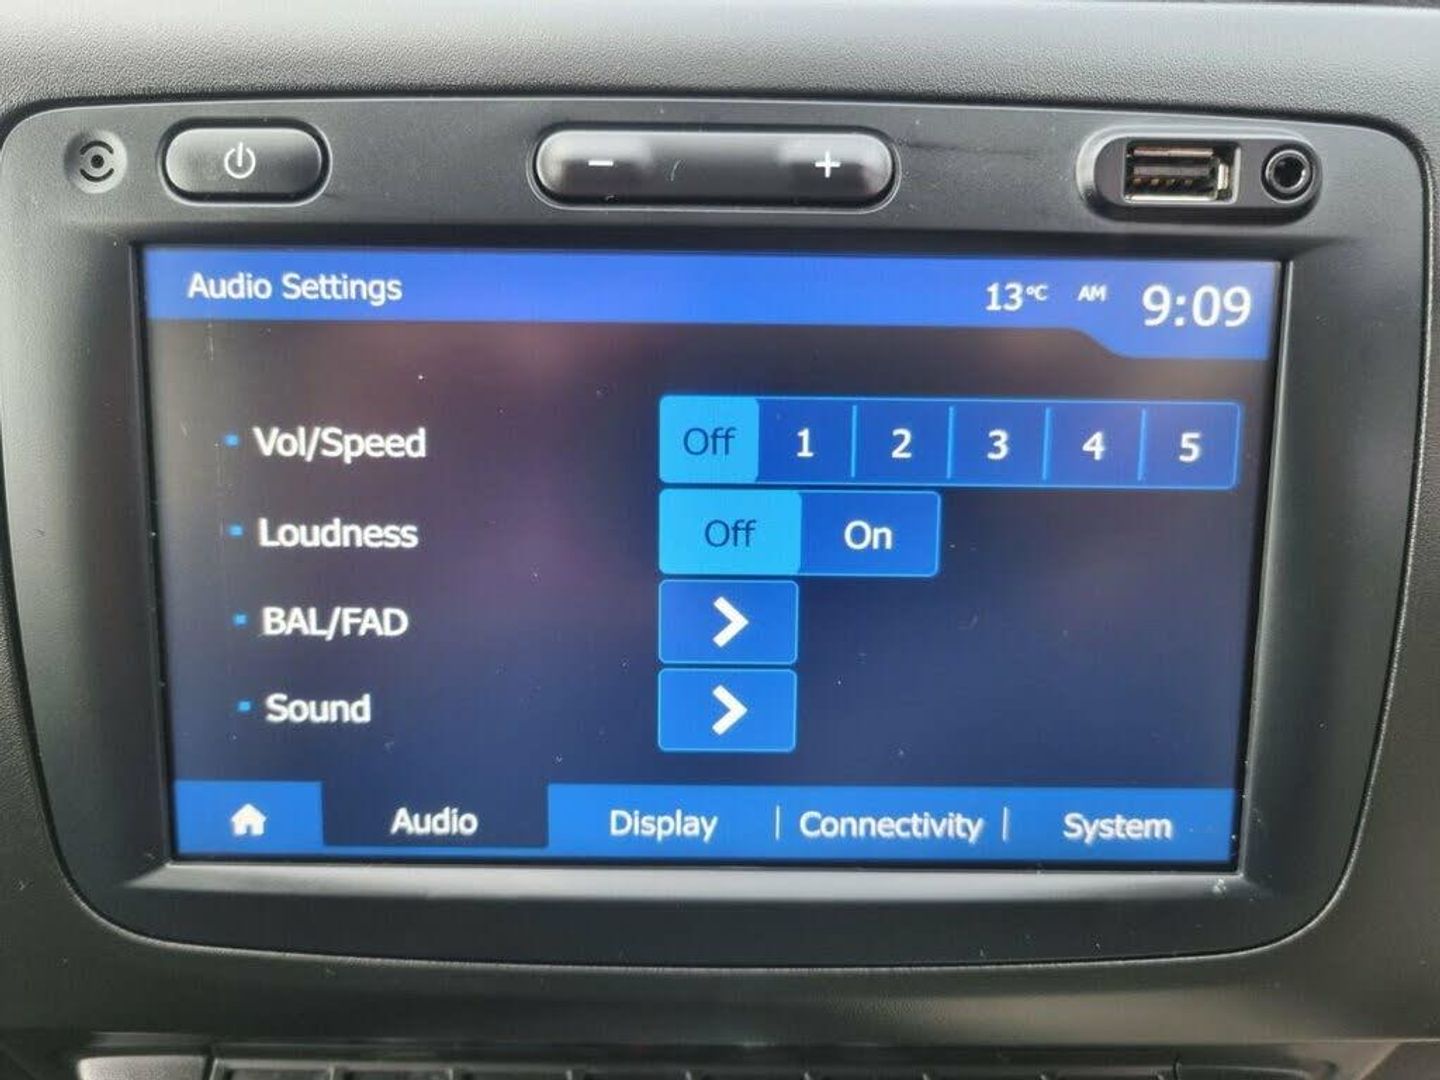 Audio Settings 13°C AM 9:09
Vol/Speed Off 1 2 3 4 5
Loudness Off On
BAL/FAD
Sound
Audio Display Connectivity System